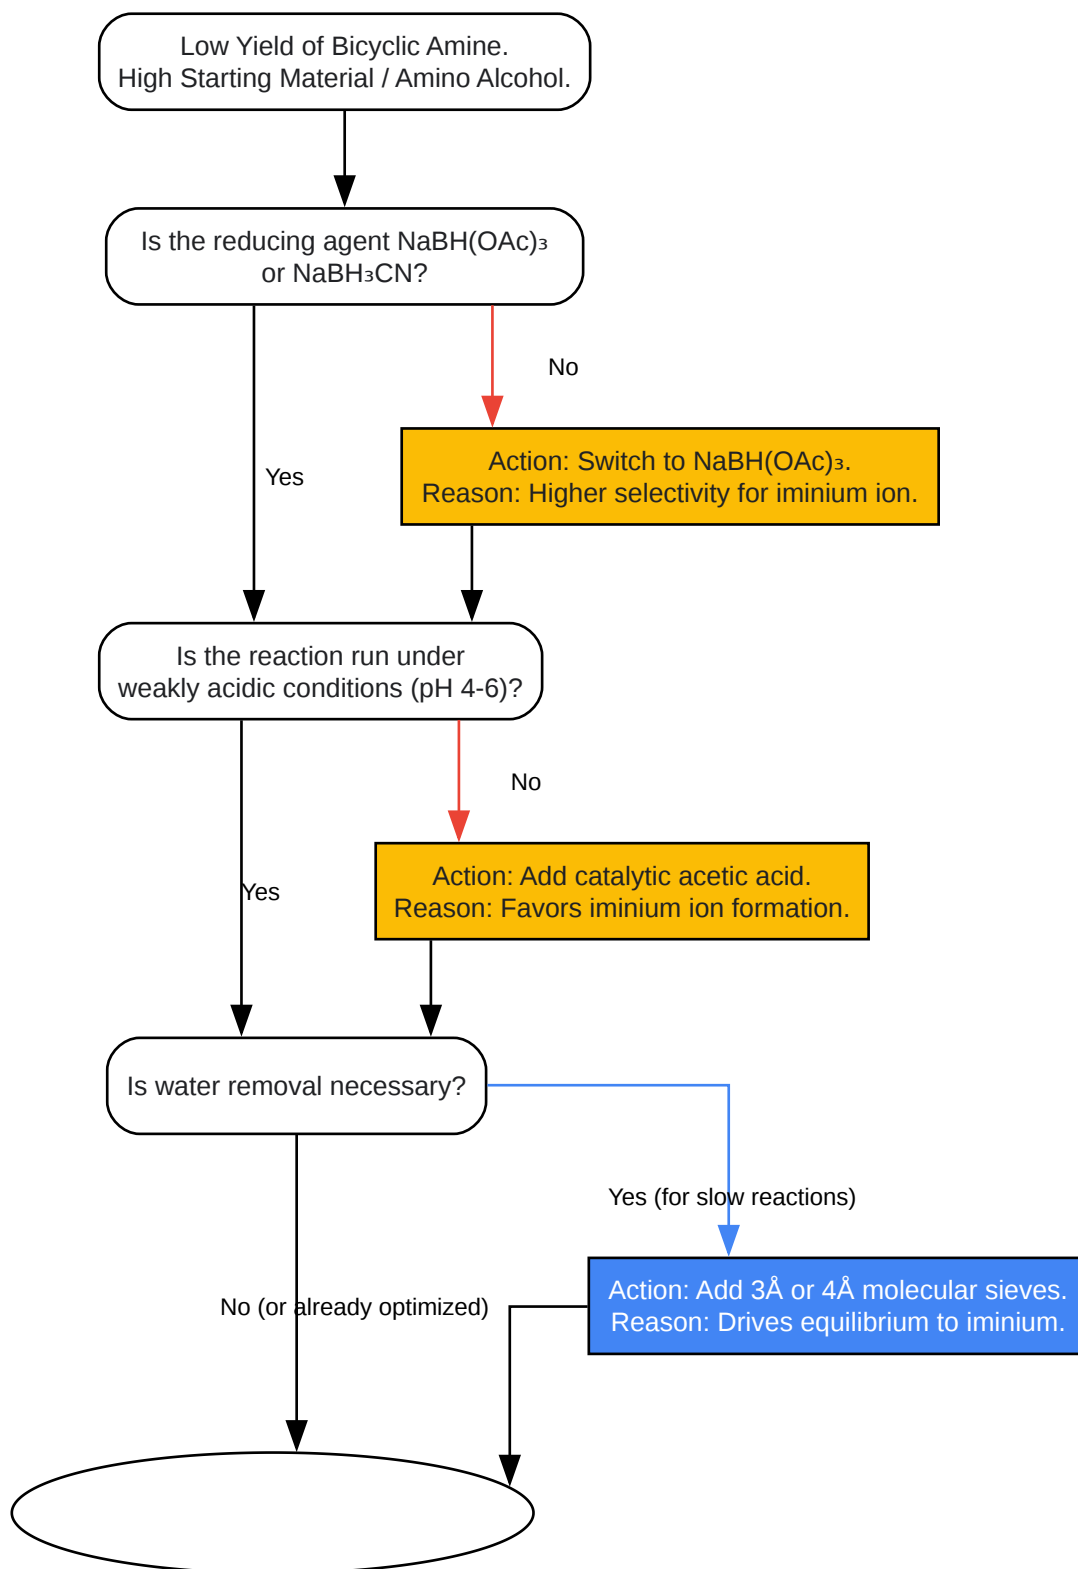 Low Yield of Bicyclic Amine.
High Starting Material / Amino Alcohol.
Is the reducing agent NaBH(OAc)₃
or NaBH₃CN?
No
Yes
Action: Switch to NaBH(OAc)₃.
Reason: Higher selectivity for iminium ion.
Is the reaction run under
weakly acidic conditions (pH 4-6)?
No
Yes
Action: Add catalytic acetic acid.
Reason: Favors iminium ion formation.
Is water removal necessary?
Yes (for slow reactions)
No (or already optimized)
Action: Add 3Å or 4Å molecular sieves.
Reason: Drives equilibrium to iminium.